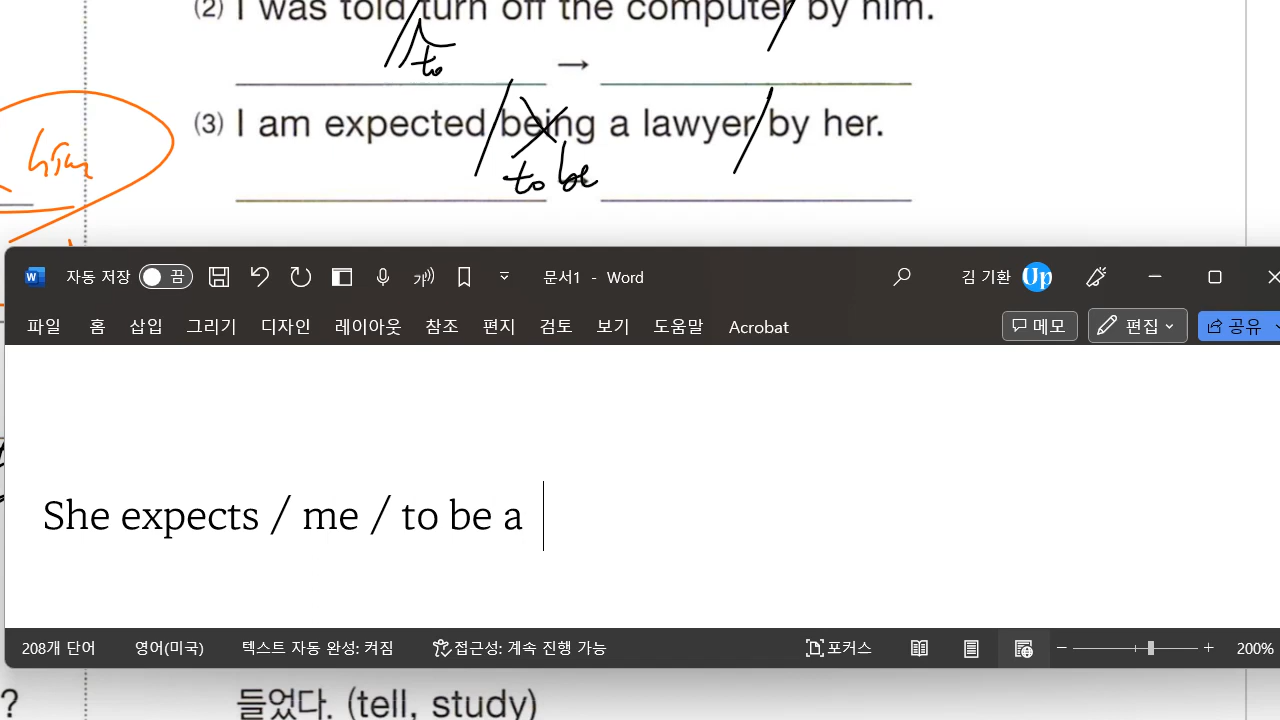 (2) I was told turn off the computer by him.
to
→
(3) I am expected being a lawyer by her.
to be
him
자동 저장 끔 가 문서1 - Word 김 기환 Up
파일 홈 삽입 그리기 디자인 레이아웃 참조 편지 검토 보기 도움말 Acrobat 메모 편집 공유
She expects / me / to be a
208개 단어 영어(미국) 텍스트 자동 완성: 켜짐 접근성: 계속 진행 가능 포커스 200%
? 들었다. (tell, study)